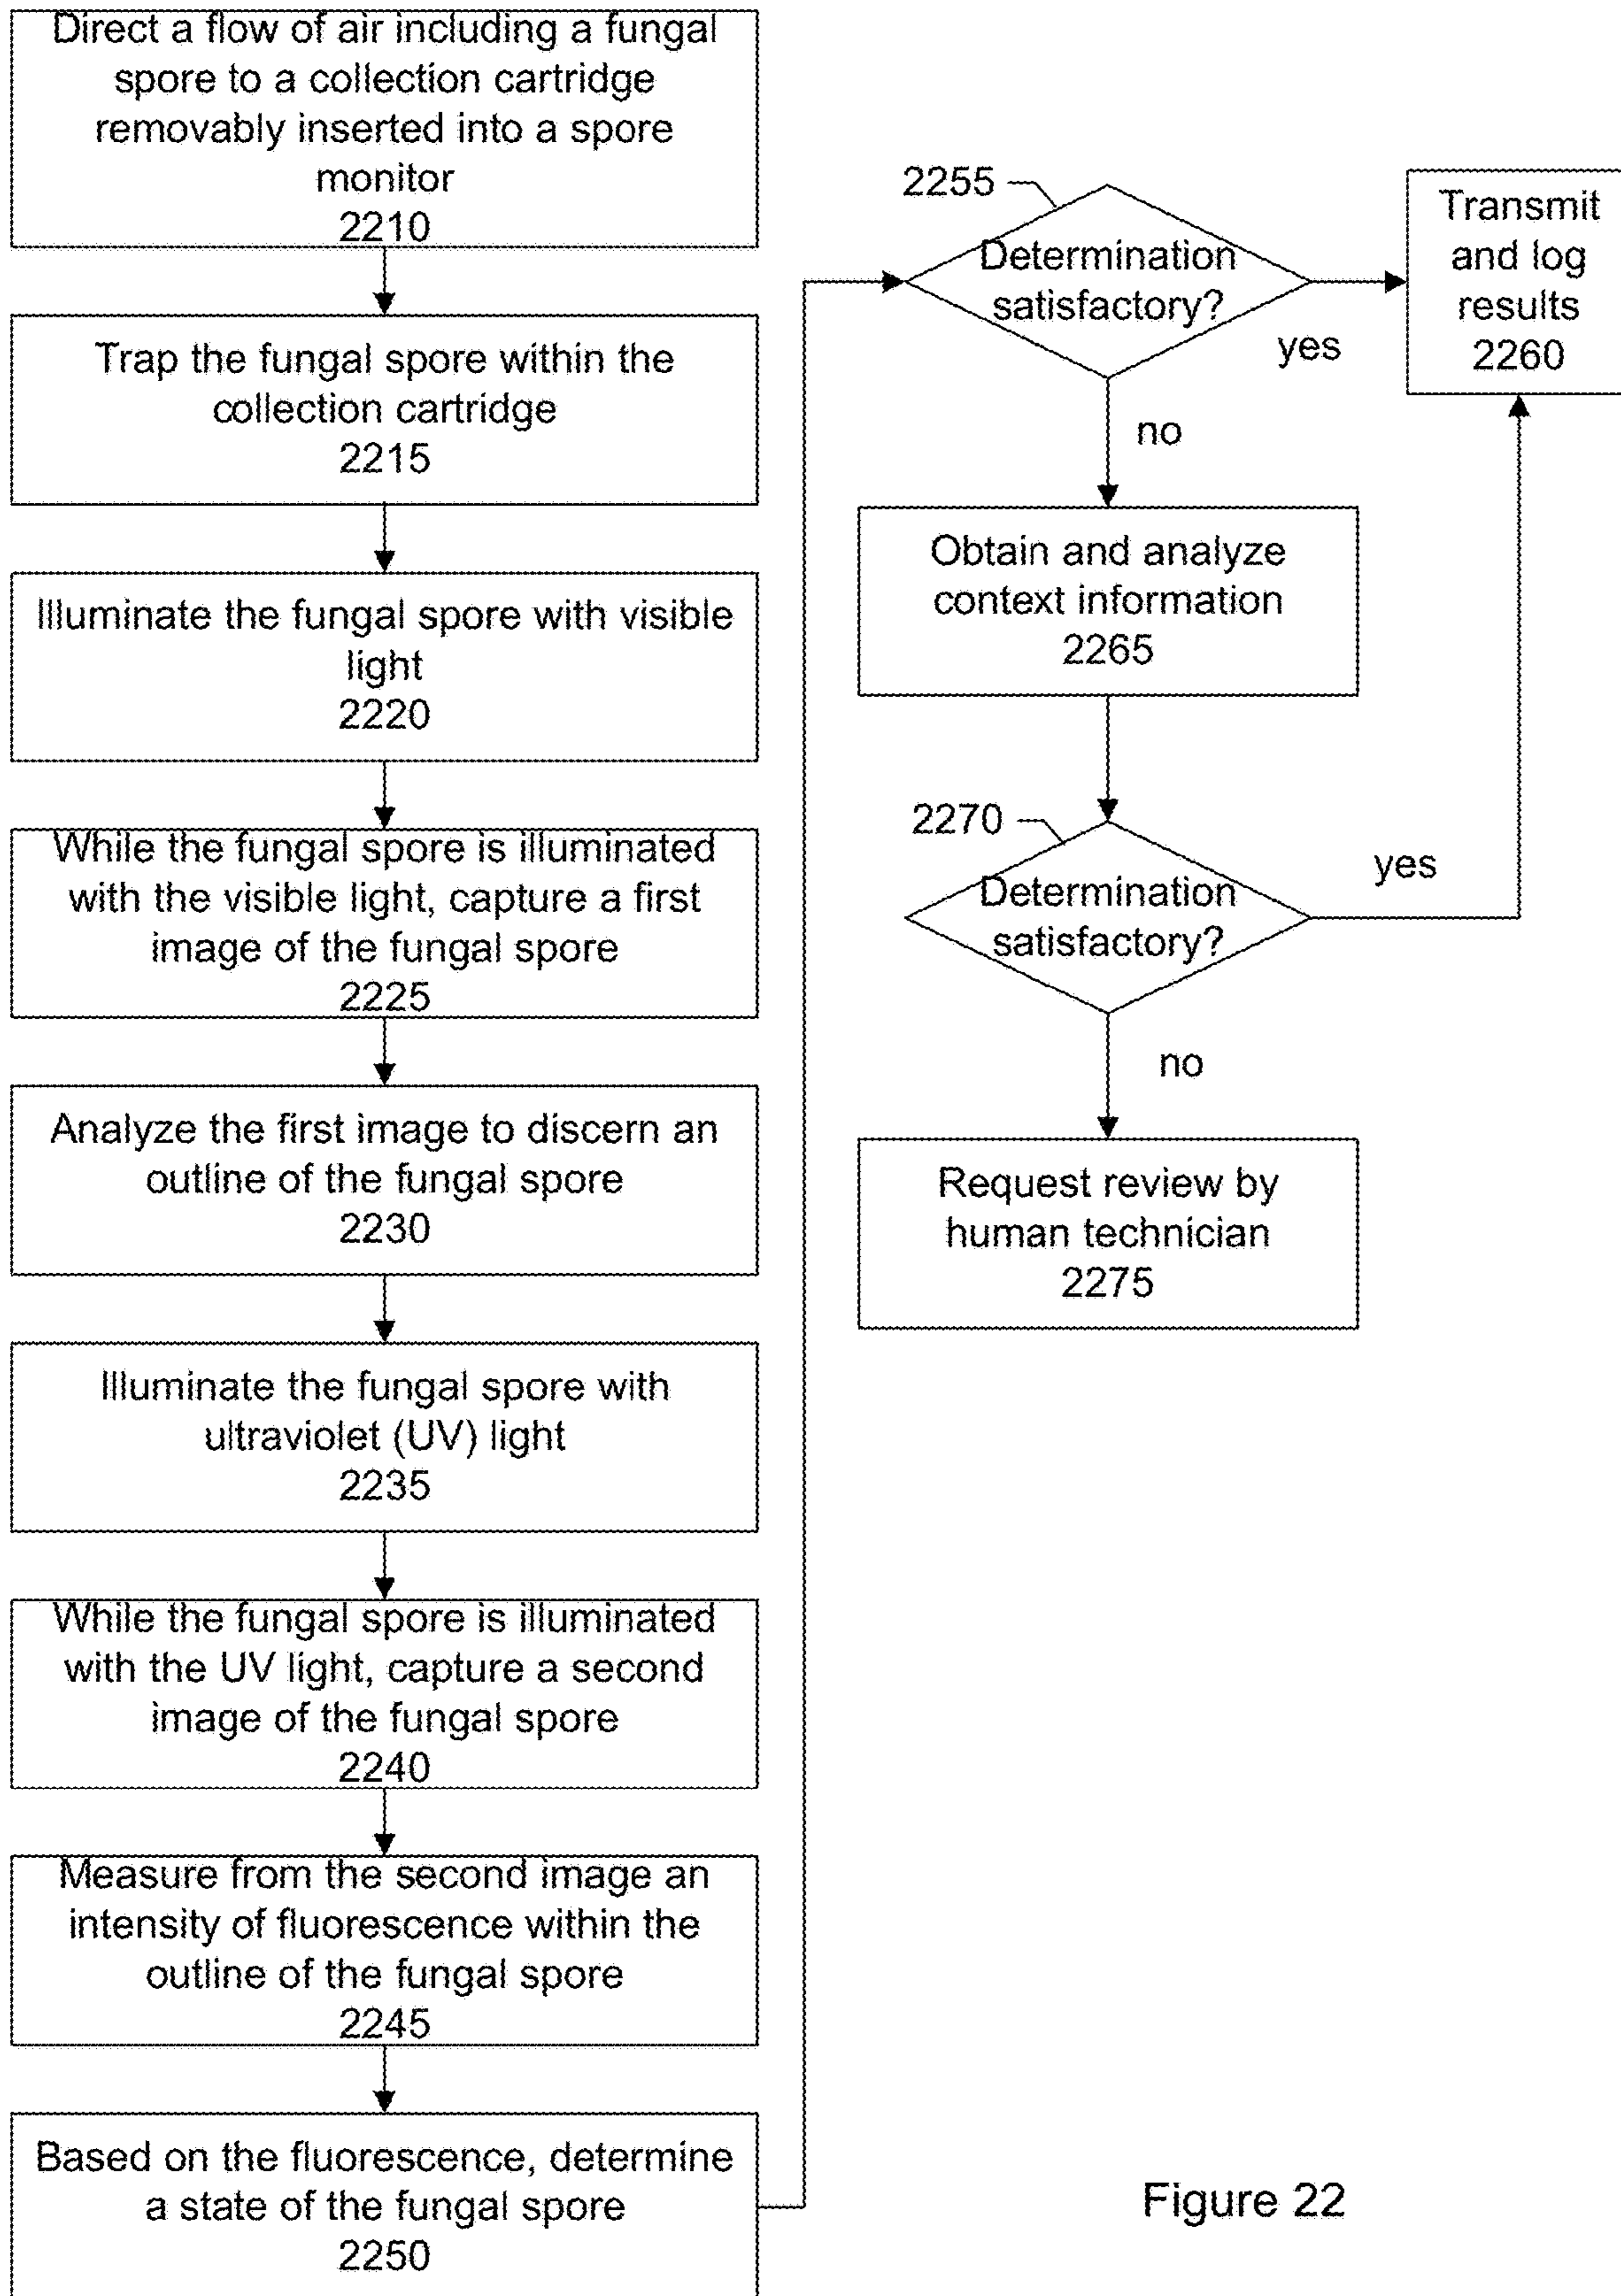 Direct a flow of air including a fungal
spore to a collection cartridge
removably inserted into a spore
monitor
2210
Trap the fungal spore within the
collection cartridge
2215
Illuminate the fungal spore with visible
light
2220
While the fungal spore is illuminated
with the visible light, capture a first
image of the fungal spore
2225
Analyze the first image to discern an
outline of the fungal spore
2230
Illuminate the fungal spore with
ultraviolet (UV) light
2235
While the fungal spore is illuminated
with the UV light, capture a second
image of the fungal spore
2240
Measure from the second image an
intensity of fluorescence within the
outline of the fungal spore
2245
Based on the fluorescence, determine
a state of the fungal spore
2250
2255
Determination
satisfactory?
yes
no
Transmit
and log
results
2260
Obtain and analyze
context information
2265
2270
Determination
satisfactory?
yes
no
Request review by
human technician
2275
Figure 22